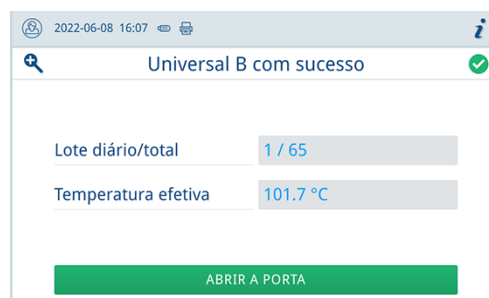 2022-06-08 16:07
Universal B com sucesso
Lote diário/total 1 / 65
Temperatura efetiva 101.7 °C
ABRIR A PORTA